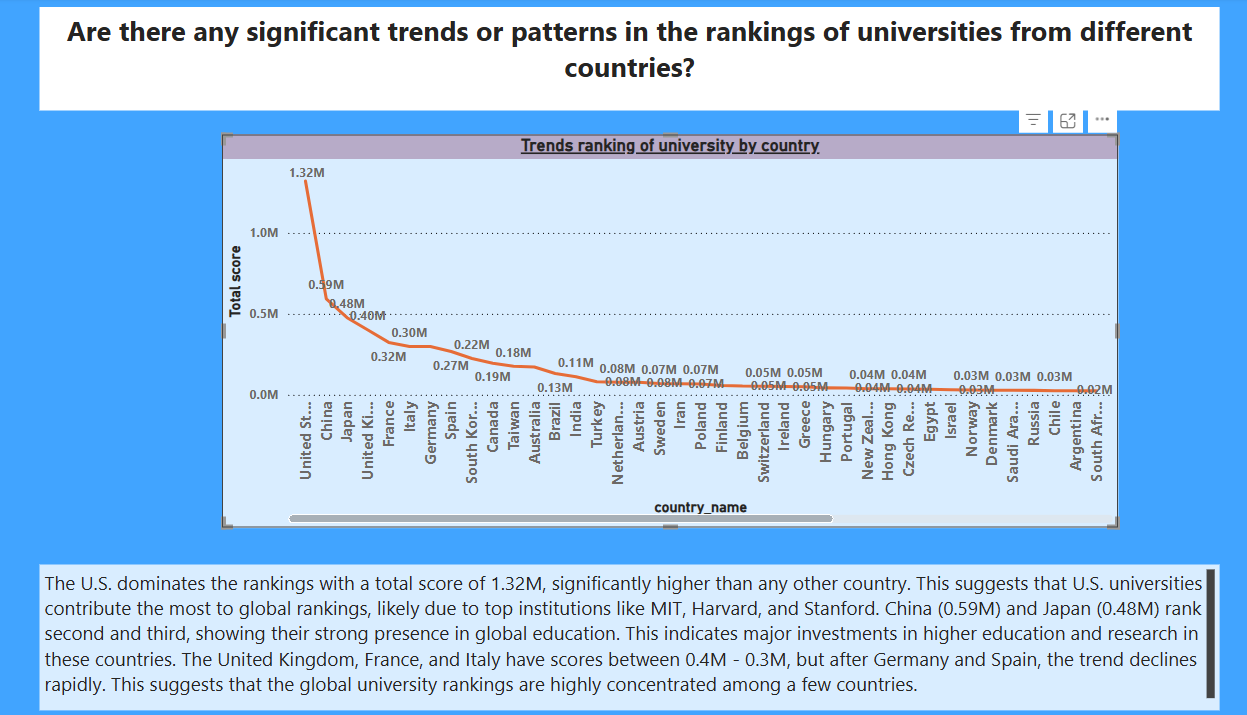 Are there any significant trends or patterns in the rankings of universities from different
countries?
Trends ranking of university by country
Total score
1.0M
0.5M
0.0M
1.32M
0.59M
0.48M
0.40M
0.32M
0.30M
0.27M
0.22M
0.19M
0.18M
0.13M
0.11M
0.08M
0.08M
0.07M
0.08M
0.07M
0.07M
0.05M
0.05M
0.05M
0.05M
0.04M
0.04M
0.04M
0.04M
0.03M
0.03M
0.03M
0.03M
0.02M
United St...
China
Japan
United Ki...
France
Italy
Germany
Spain
South Kor...
Canada
Taiwan
Australia
Brazil
India
Turkey
Netherlan...
Austria
Sweden
Iran
Poland
Finland
Belgium
Switzerland
Ireland
Greece
Hungary
Portugal
New Zeal...
Hong Kong
Czech Re...
Egypt
Israel
Norway
Denmark
Saudi Ara...
Russia
Chile
Argentina
South Afr...
country_name
The U.S. dominates the rankings with a total score of 1.32M, significantly higher than any other country. This suggests that U.S. universities
contribute the most to global rankings, likely due to top institutions like MIT, Harvard, and Stanford. China (0.59M) and Japan (0.48M) rank
second and third, showing their strong presence in global education. This indicates major investments in higher education and research in
these countries. The United Kingdom, France, and Italy have scores between 0.4M - 0.3M, but after Germany and Spain, the trend declines
rapidly. This suggests that the global university rankings are highly concentrated among a few countries.